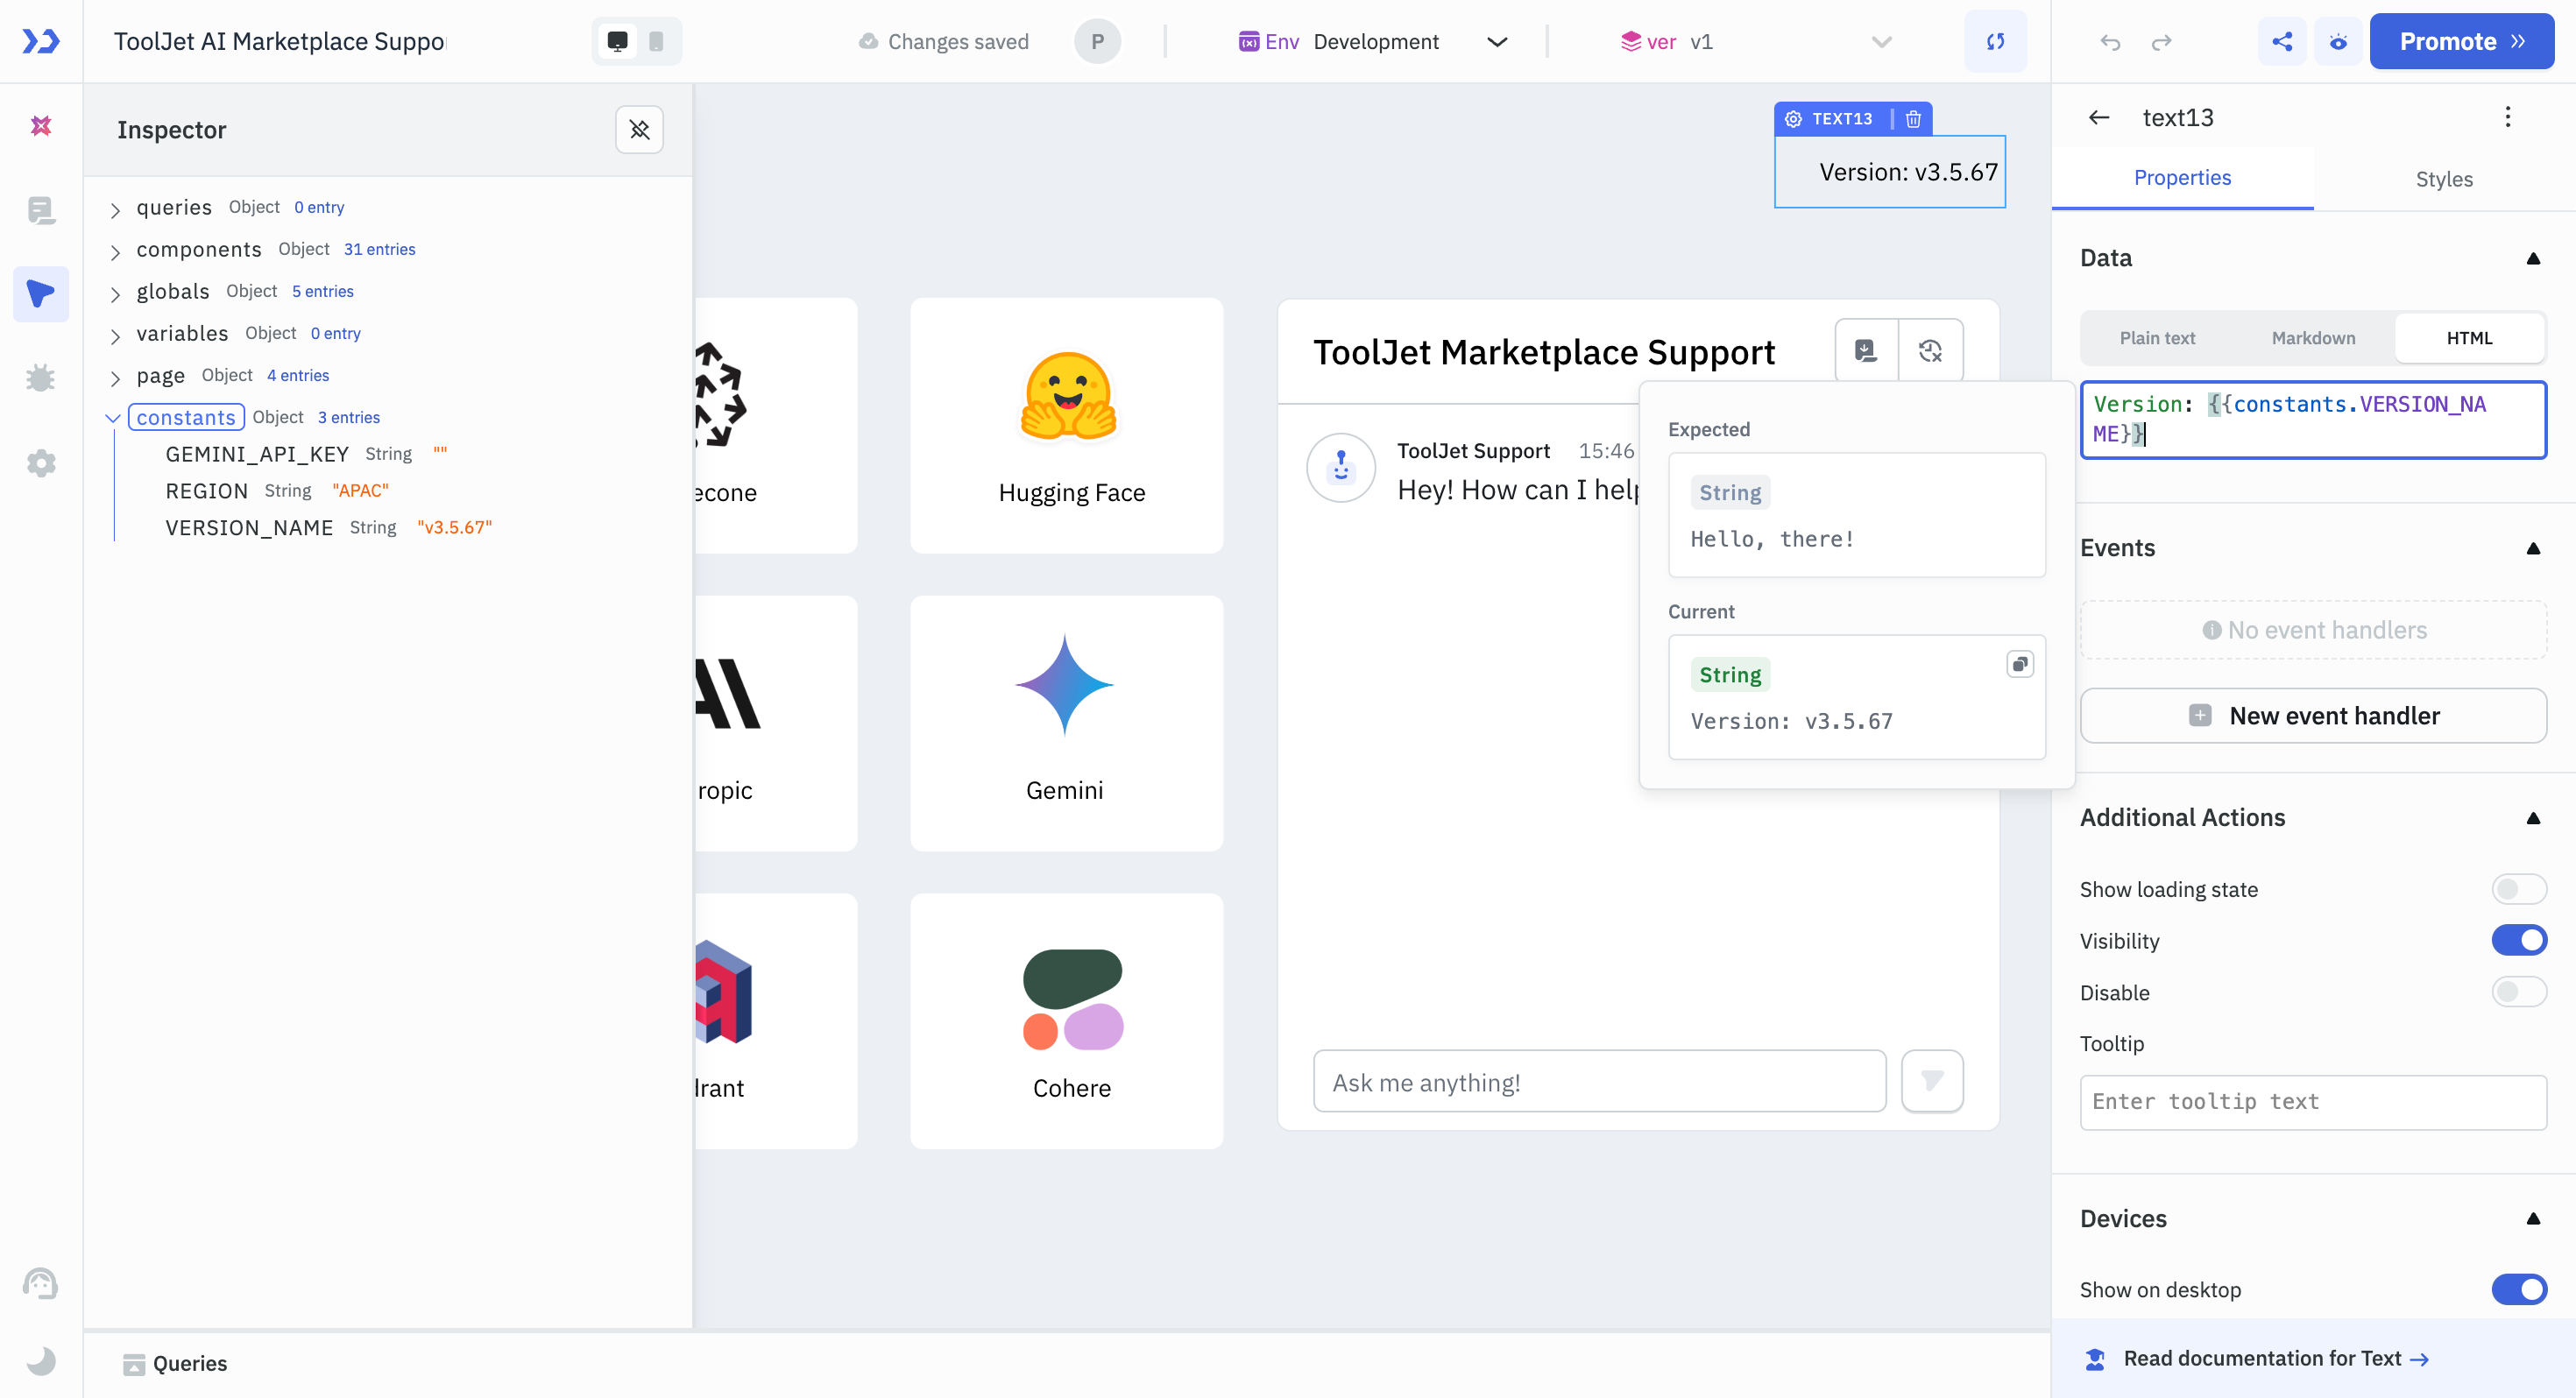 ToolJet AI Marketplace Suppo
Changes saved
P
Env Development
ver v1
Promote
Inspector
queries Object 0 entry
components Object 31 entries
globals Object 5 entries
variables Object 0 entry
page Object 4 entries
constants Object 3 entries
GEMINI_API_KEY String ""
REGION String "APAC"
VERSION_NAME String "v3.5.67"
TEXT13
Version: v3.5.67
econe
Hugging Face
ropic
Gemini
drant
Cohere
ToolJet Marketplace Support
ToolJet Support 15:46
Hey! How can I help
Expected
String
Hello, there!
Current
String
Version: v3.5.67
Ask me anything!
text13
Properties
Styles
Data
Plain text
Markdown
HTML
Version: {{constants.VERSION_NA
ME}}
Events
No event handlers
New event handler
Additional Actions
Show loading state
Visibility
Disable
Tooltip
Enter tooltip text
Devices
Show on desktop
Read documentation for Text →
Queries